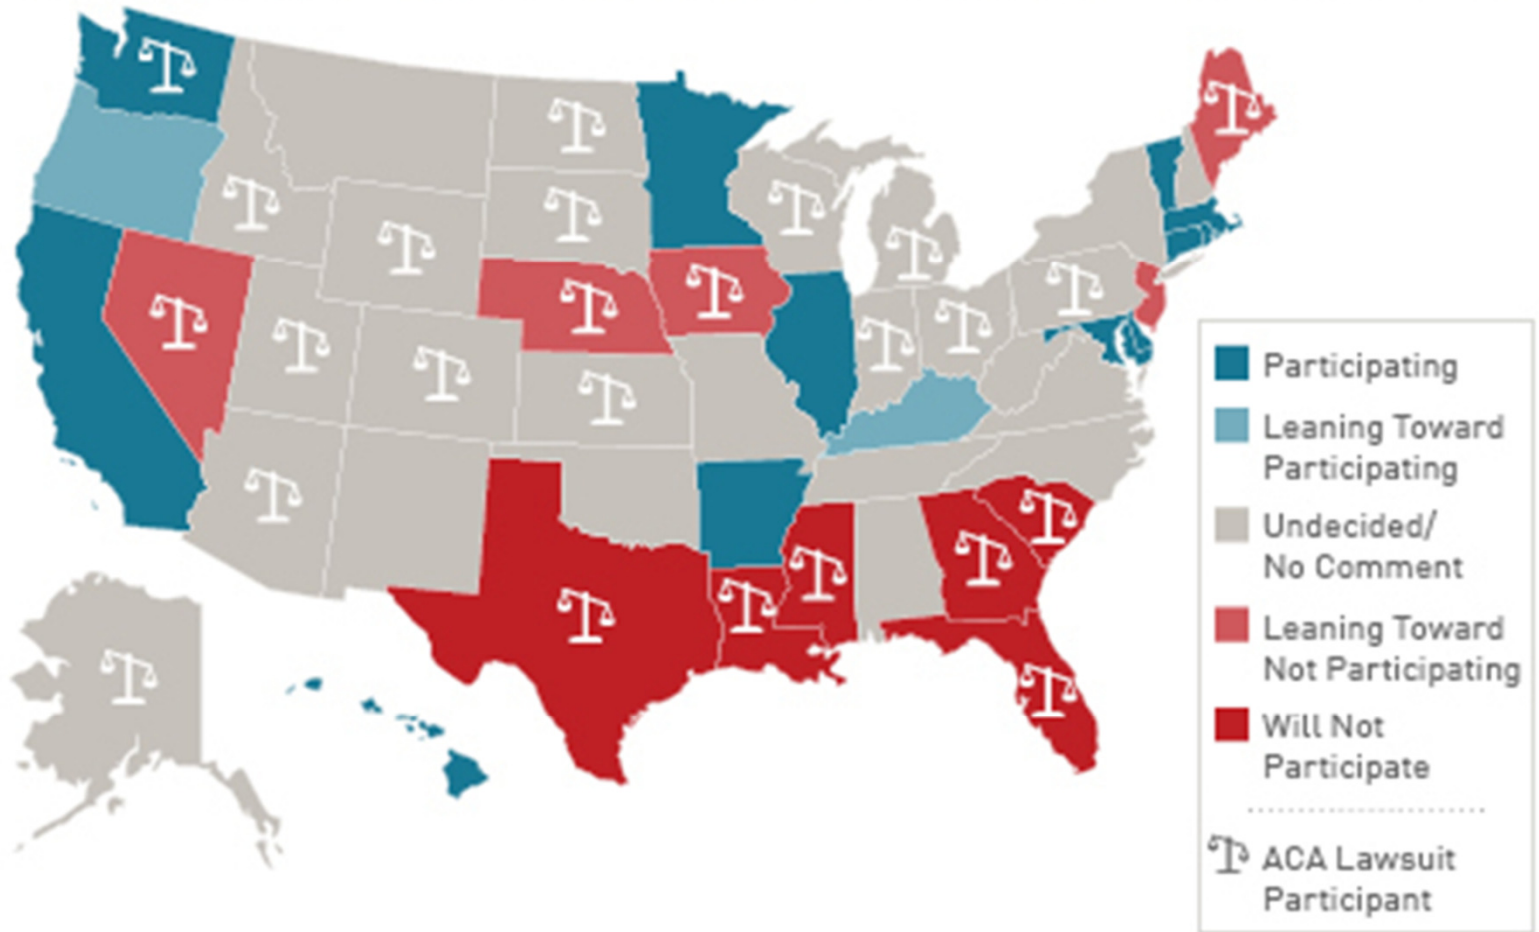 Participating
Leaning Toward
Participating
Undecided/
No Comment
Leaning Toward
Not Participating
Will Not
Participate
ACA Lawsuit
Participant